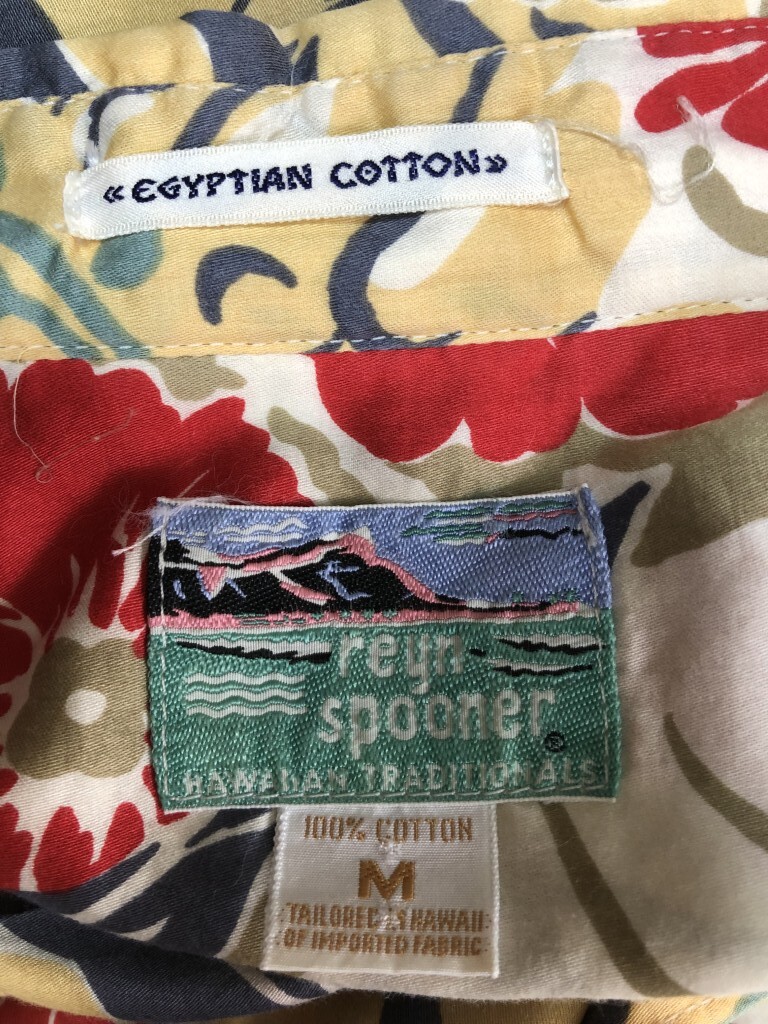 «EGYPTIAN COTTON»
reyn
spooner®
HAWAIIAN TRADITIONALS
100% COTTON
M
TAILORED IN HAWAII
OF IMPORTED FABRIC